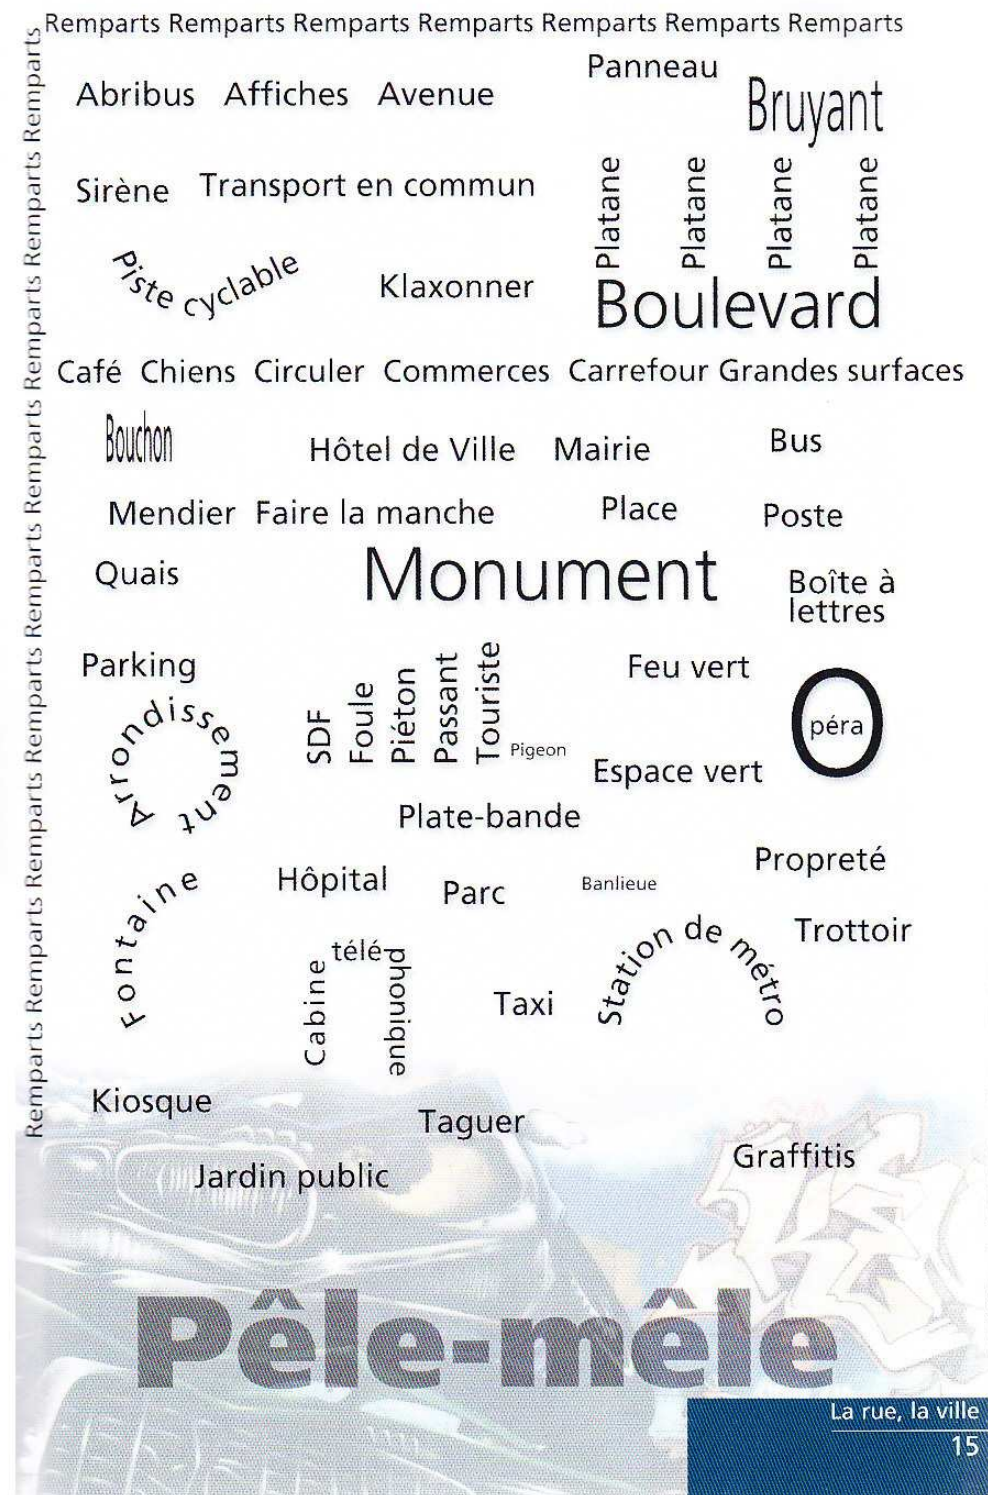 Remparts Remparts Remparts Remparts Remparts Remparts Remparts
Remparts Remparts Remparts Remparts Remparts Remparts Remparts Remparts Remparts
Panneau
Abribus Affiches Avenue
Bruyant
Sirène Transport en commun
Platane Platane Platane Platane
Piste cyclable
Klaxonner
Boulevard
Café Chiens Circuler Commerces Carrefour Grandes surfaces
Bouchon
Hôtel de Ville Mairie
Bus
Mendier Faire la manche
Place
Poste
Quais
Monument
Boîte à
lettres
Parking
Arrondissement
SDF
Foule
Piéton
Passant
Touriste
Pigeon
Feu vert
Opéra
Espace vert
Plate-bande
Propreté
Fontaine
Hôpital
Parc
Banlieue
Trottoir
Cabine téléphonique
Taxi
Station de métro
Kiosque
Taguer
Graffitis
Jardin public
Pêle-mêle
La rue, la ville
15